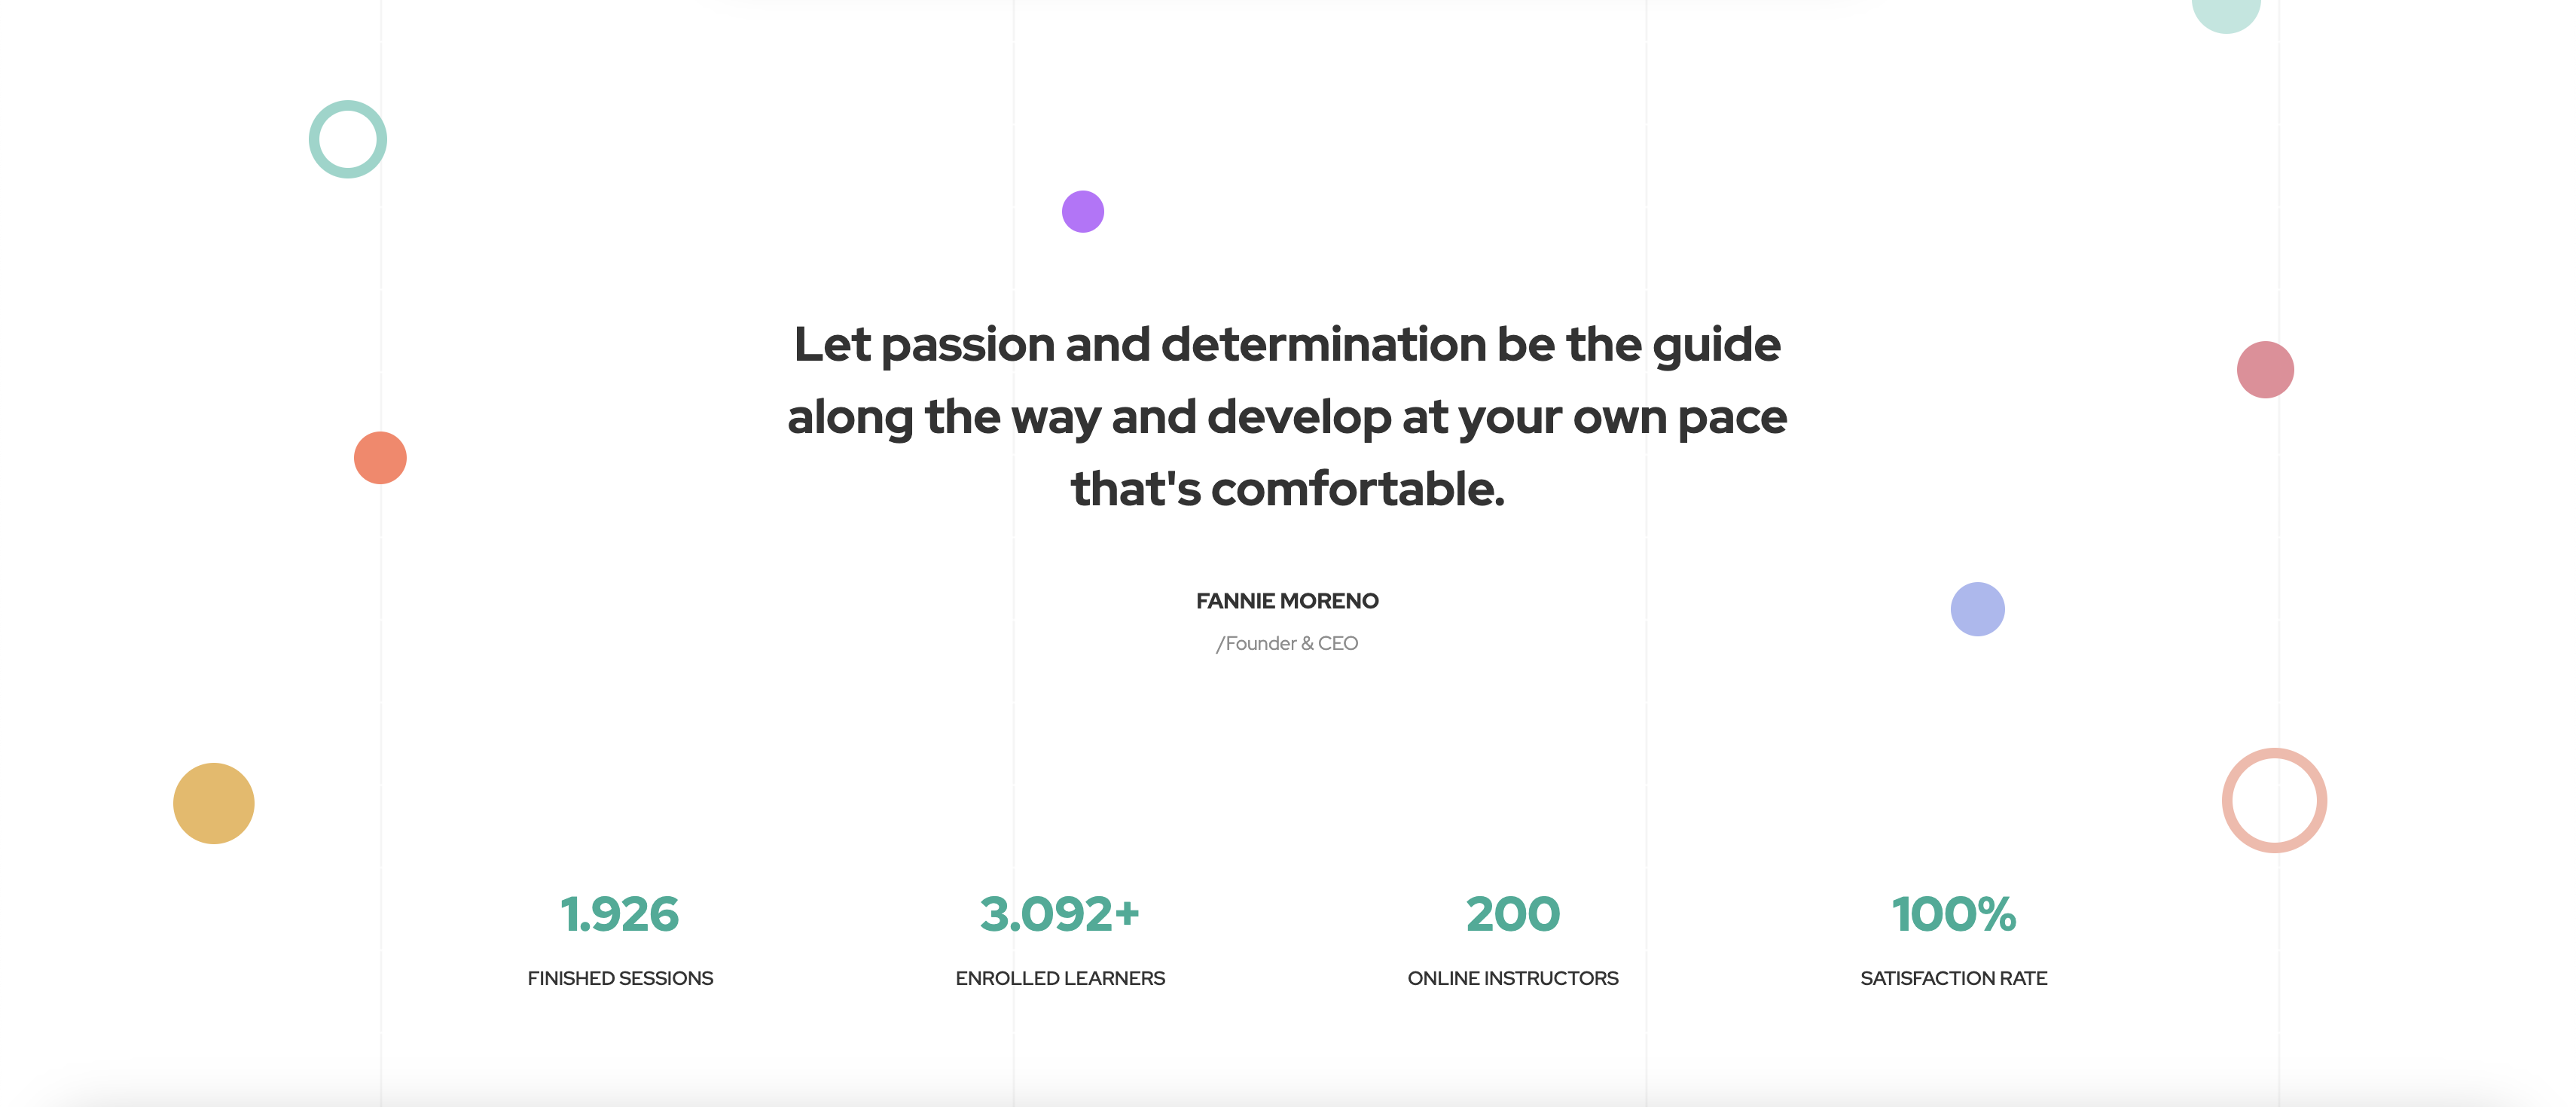 Let passion and determination be the guide
along the way and develop at your own pace
that's comfortable.
FANNIE MORENO
/Founder & CEO
1.926
FINISHED SESSIONS
3.092+
ENROLLED LEARNERS
200
ONLINE INSTRUCTORS
100%
SATISFACTION RATE